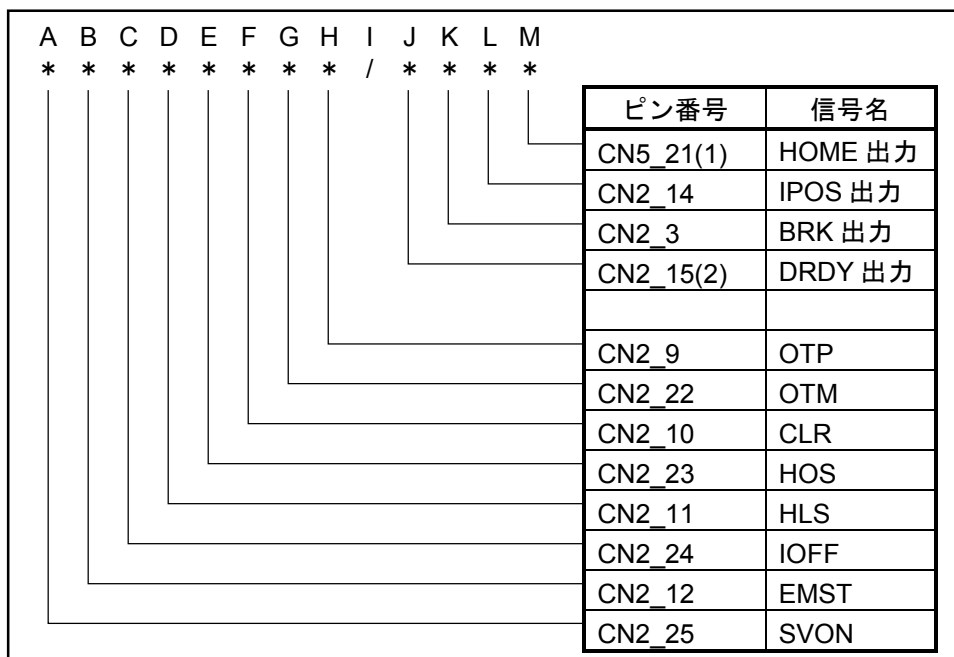 A B C D E F G H I J K L M
* * * * * * * * / * * * *
ピン番号 信号名
CN5_21(1) HOME 出力
CN2_14 IPOS 出力
CN2_3 BRK 出力
CN2_15(2) DRDY 出力
CN2_9 OTP
CN2_22 OTM
CN2_10 CLR
CN2_23 HOS
CN2_11 HLS
CN2_24 IOFF
CN2_12 EMST
CN2_25 SVON